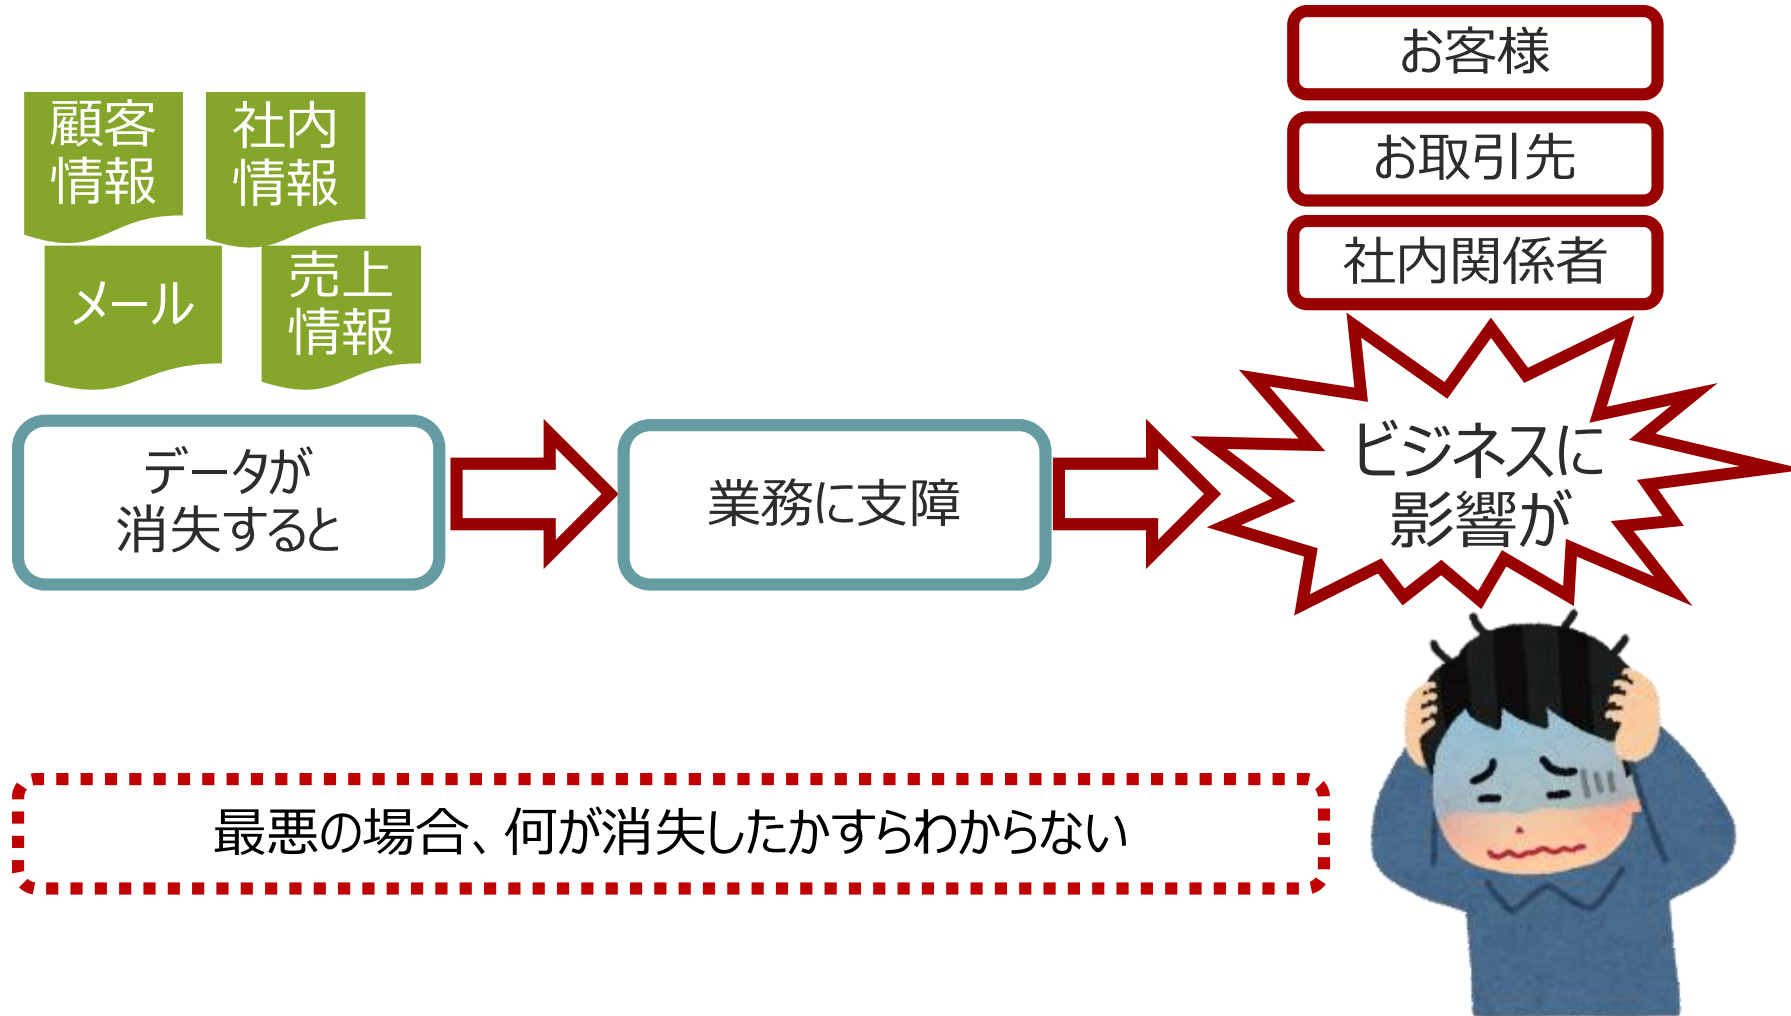 顧客
情報
社内
情報
メール
売上
情報
データが
消失すると
業務に支障
お客様
お取引先
社内関係者
ビジネスに
影響が
最悪の場合、何が消失したかすらわからない